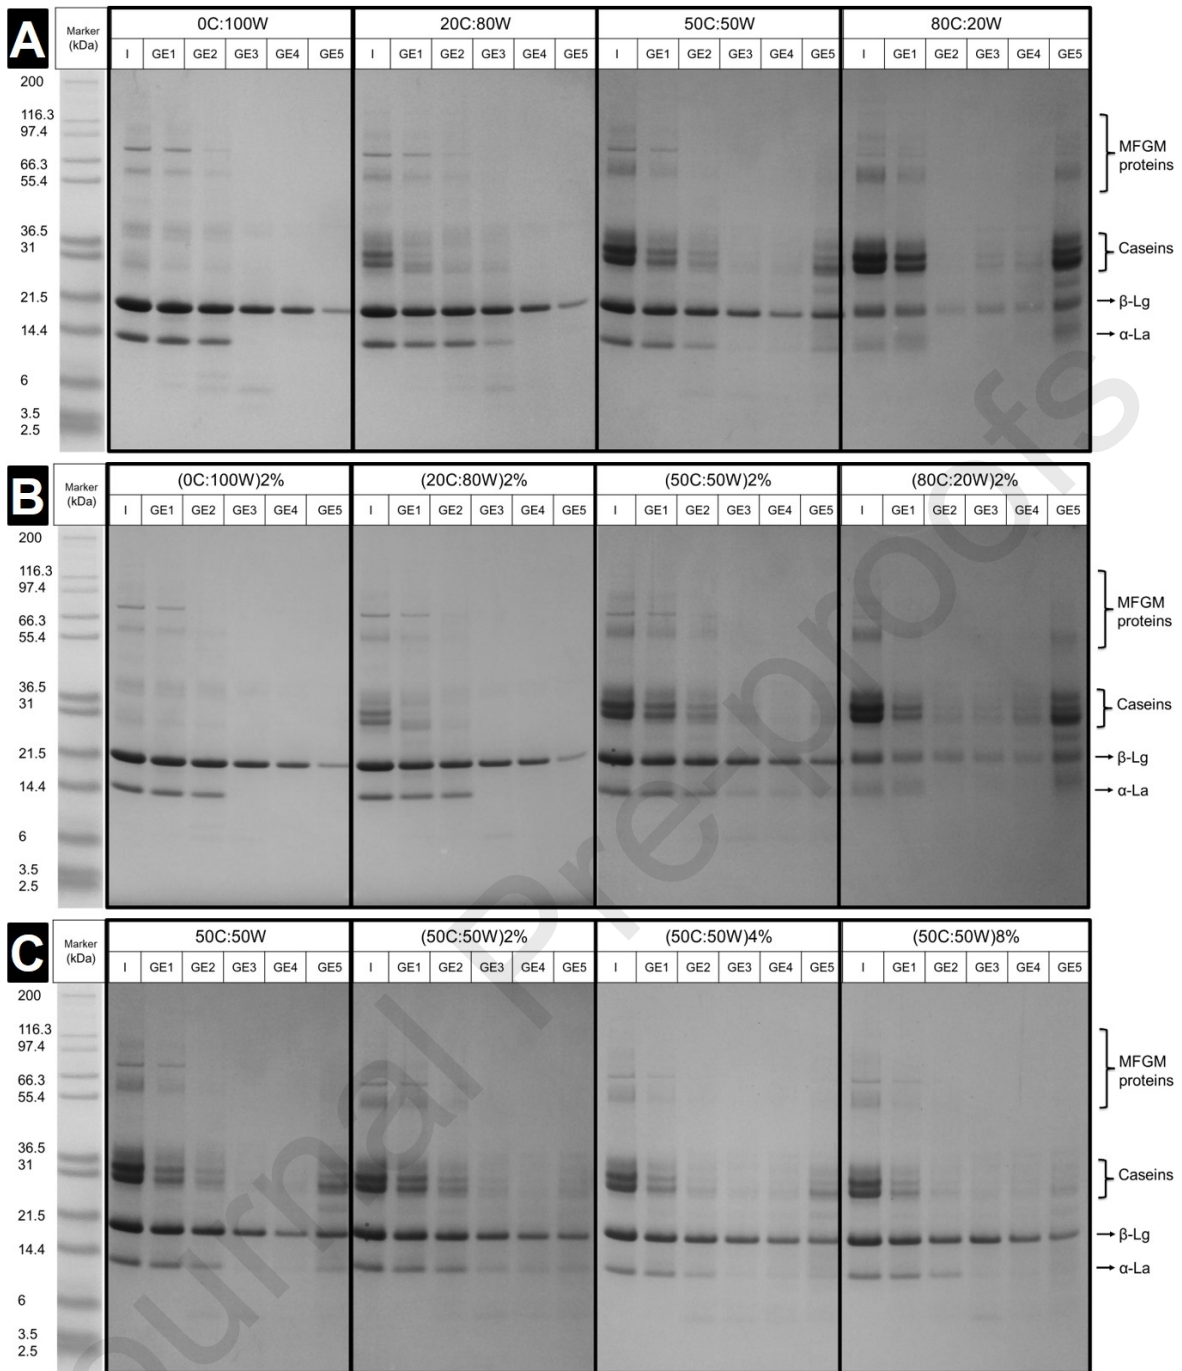 A
Marker
(kDa)
0C:100W
20C:80W
50C:50W
80C:20W
I GE1 GE2 GE3 GE4 GE5 I GE1 GE2 GE3 GE4 GE5 I GE1 GE2 GE3 GE4 GE5 I GE1 GE2 GE3 GE4 GE5
200
116.3
97.4
66.3
55.4
36.5
31
21.5
14.4
6
3.5
2.5
MFGM
proteins
Caseins
β-Lg
α-La
B
Marker
(kDa)
(0C:100W)2%
(20C:80W)2%
(50C:50W)2%
(80C:20W)2%
I GE1 GE2 GE3 GE4 GE5 I GE1 GE2 GE3 GE4 GE5 I GE1 GE2 GE3 GE4 GE5 I GE1 GE2 GE3 GE4 GE5
200
116.3
97.4
66.3
55.4
36.5
31
21.5
14.4
6
3.5
2.5
MFGM
proteins
Caseins
β-Lg
α-La
C
Marker
(kDa)
50C:50W
(50C:50W)2%
(50C:50W)4%
(50C:50W)8%
I GE1 GE2 GE3 GE4 GE5 I GE1 GE2 GE3 GE4 GE5 I GE1 GE2 GE3 GE4 GE5 I GE1 GE2 GE3 GE4 GE5
200
116.3
97.4
66.3
55.4
36.5
31
21.5
14.4
6
3.5
2.5
MFGM
proteins
Caseins
β-Lg
α-La
ournal Pre-proofs